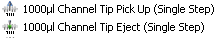 1000µl Channel Tip Pick Up (Single Step)
1000µl Channel Tip Eject (Single Step)